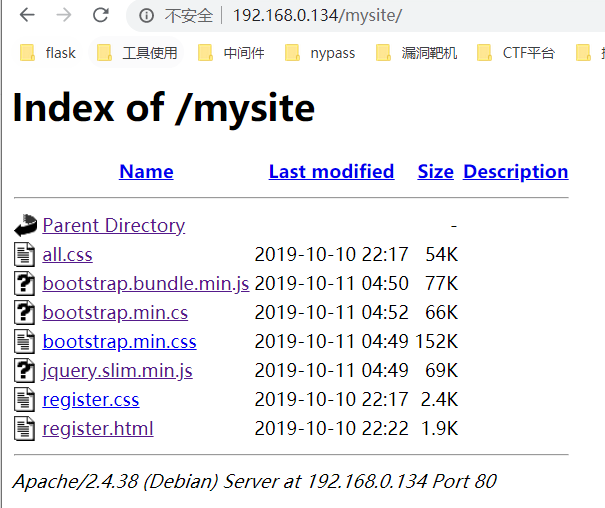 不安全 | 192.168.0.134/mysite/
flask 工具使用 中间件 nypass 漏洞靶机 CTF平台
Index of /mysite
Name Last modified Size Description
Parent Directory -
all.css 2019-10-10 22:17 54K
bootstrap.bundle.min.js 2019-10-11 04:50 77K
bootstrap.min.cs 2019-10-11 04:52 66K
bootstrap.min.css 2019-10-11 04:49 152K
jquery.slim.min.js 2019-10-11 04:49 69K
register.css 2019-10-10 22:17 2.4K
register.html 2019-10-10 22:22 1.9K
Apache/2.4.38 (Debian) Server at 192.168.0.134 Port 80